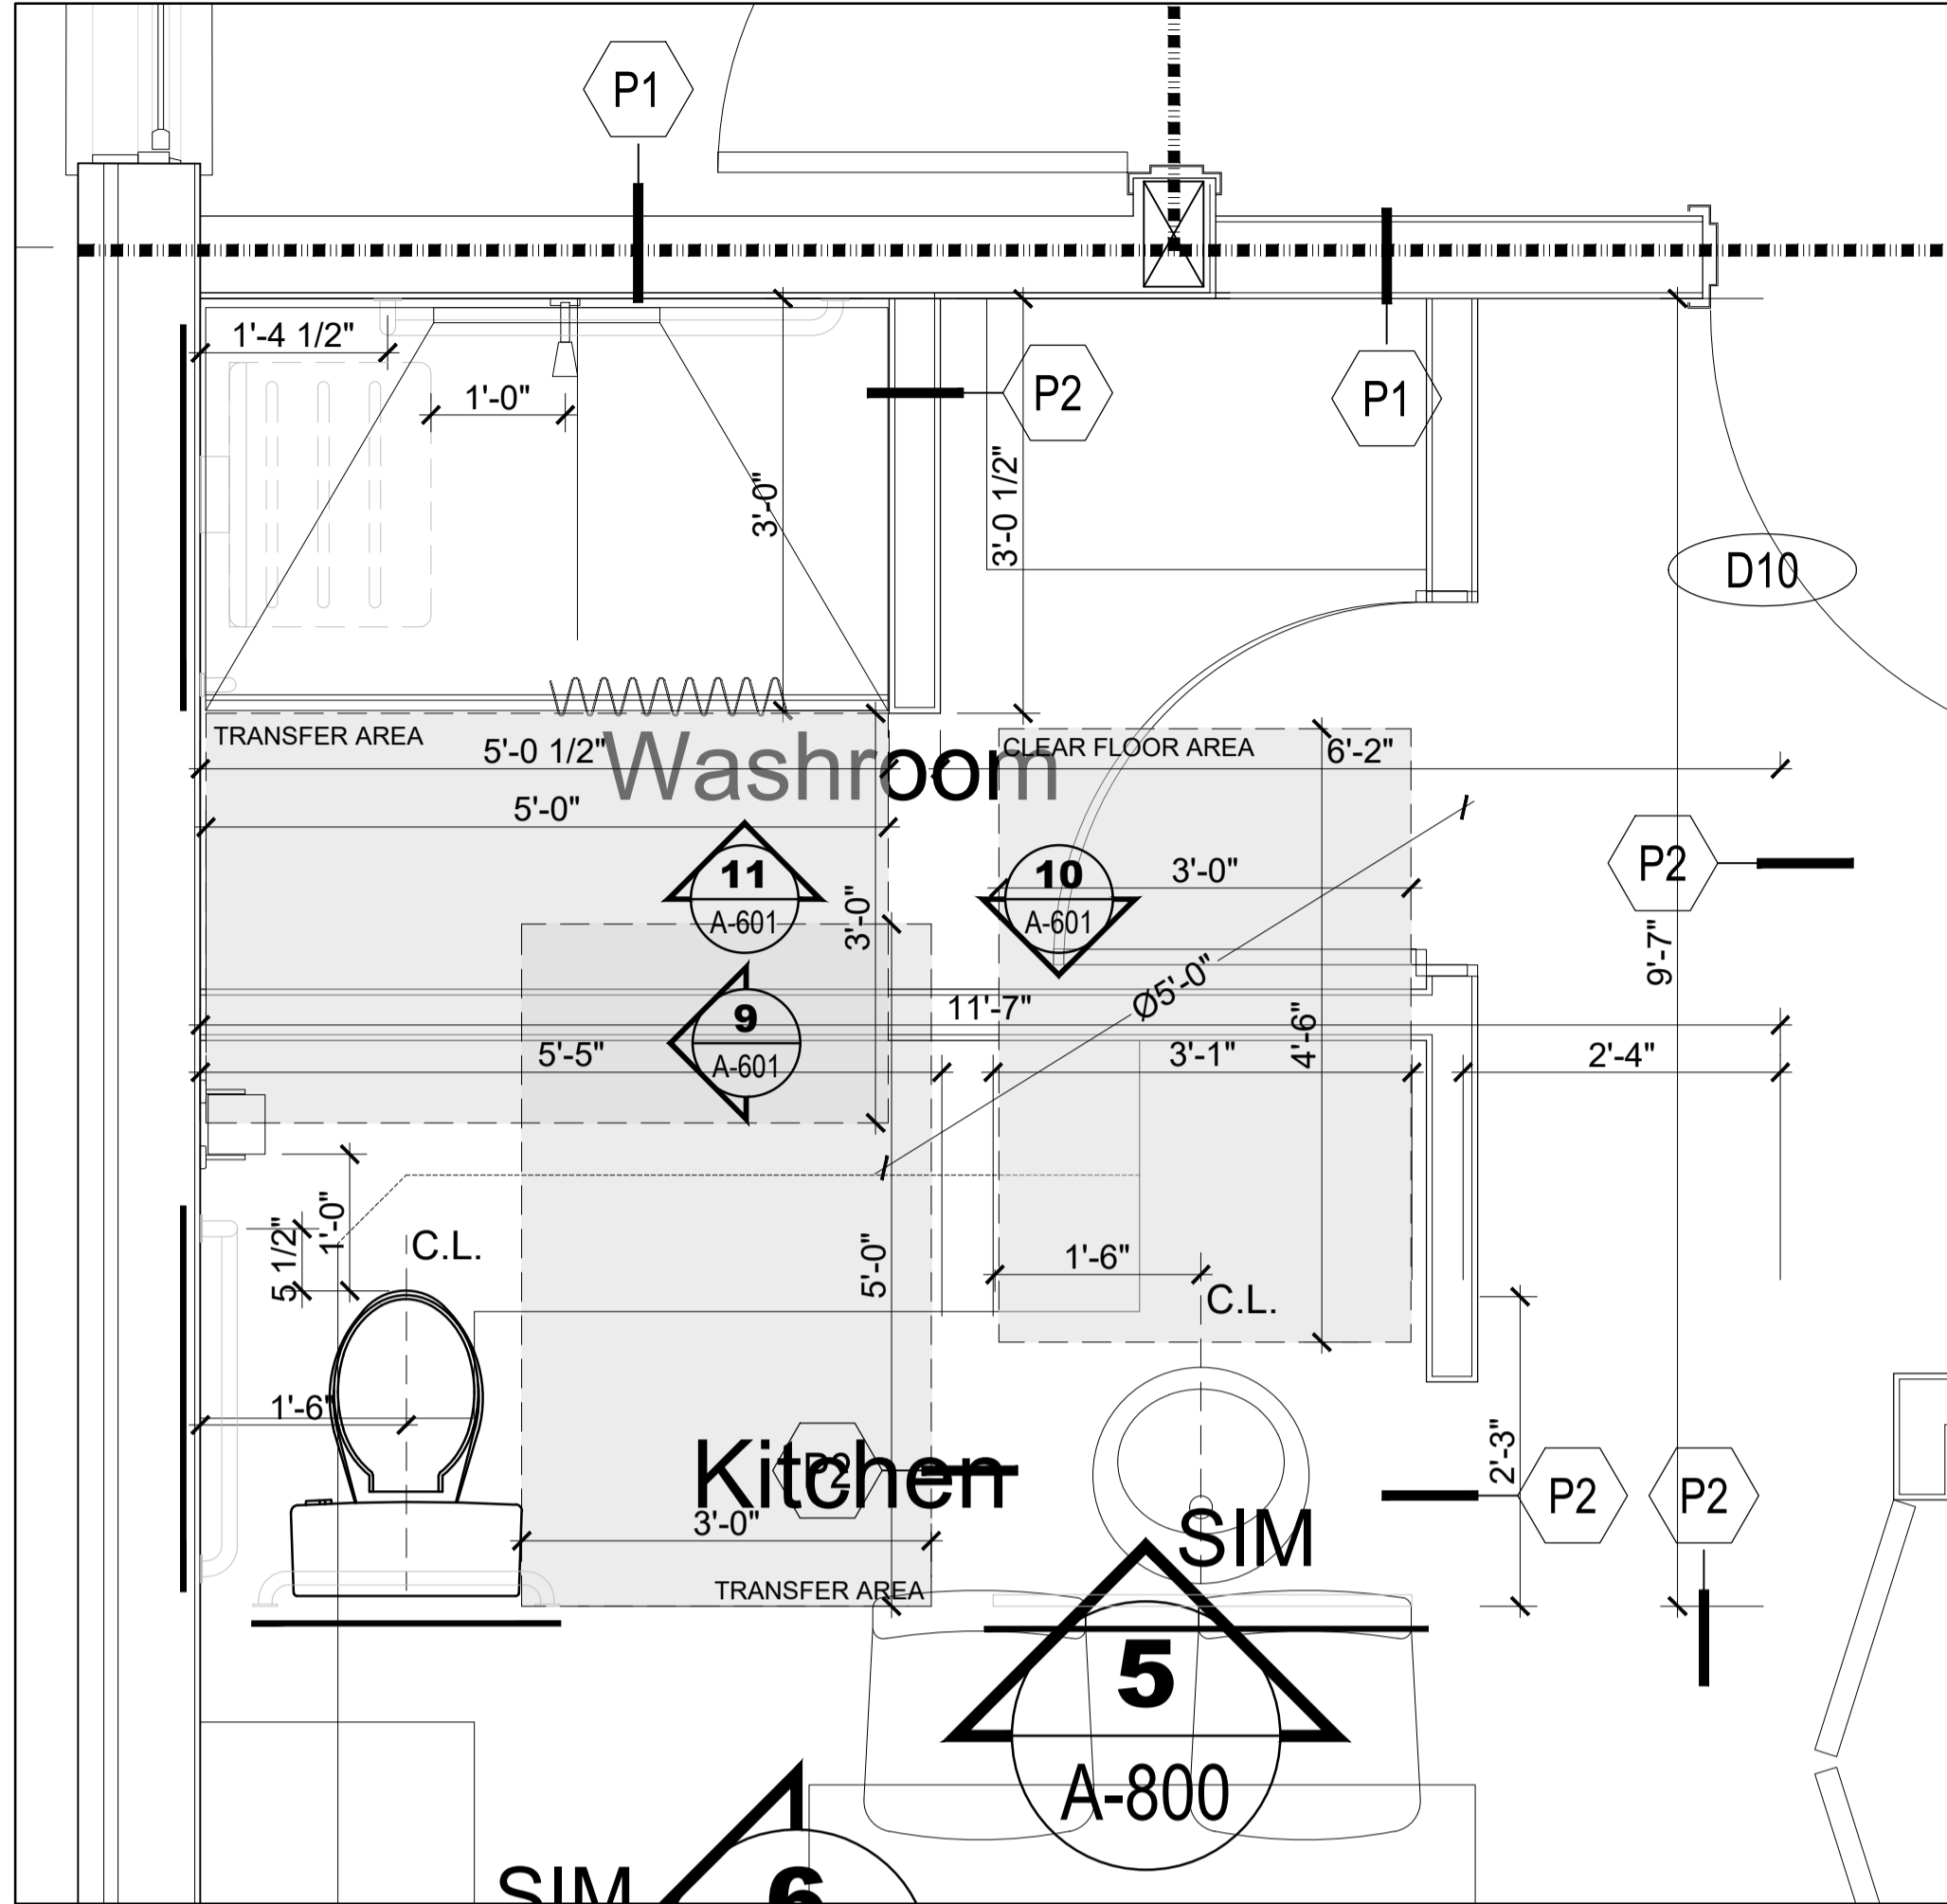 P1
1'-4 1/2"
1'-0"
P2
P1
3'-0"
3'-0 1/2"
D10
TRANSFER AREA
5'-0 1/2"
Washroom
CLEAR FLOOR AREA
6'-2"
5'-0"
11
A-601
10
A-601
3'-0"
P2
3'-0"
9'-7"
Ø5'-0"
9
A-601
11'-7"
4'-6"
5'-5"
3'-1"
2'-4"
1'-0"
5 1/2"
C.L.
5'-0"
1'-6"
C.L.
1'-6"
Kitchen
P2
2'-3"
P2
P2
3'-0"
SIM
TRANSFER AREA
5
A-800
SIM
6